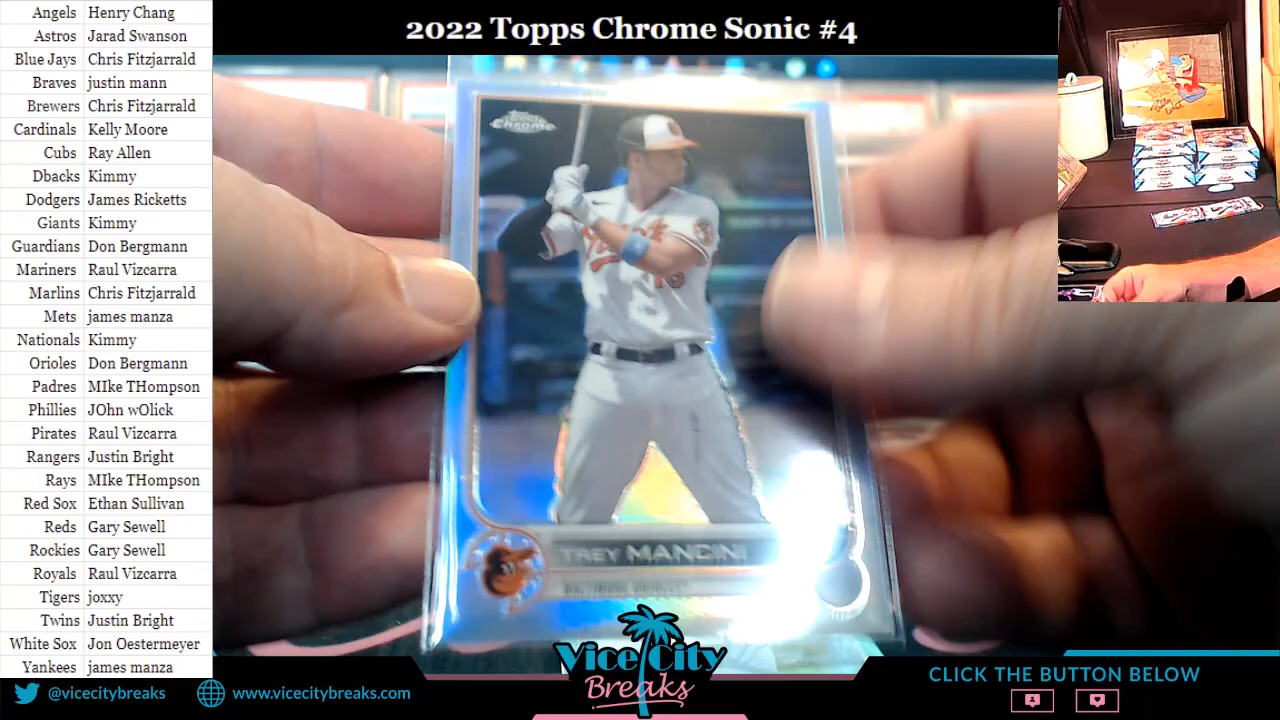 2022 Topps Chrome Sonic #4
Angels Henry Chang
Astros Jarad Swanson
Blue Jays Chris Fitzjarrald
Braves justin mann
Brewers Chris Fitzjarrald
Cardinals Kelly Moore
Cubs Ray Allen
Dbacks Kimmy
Dodgers James Ricketts
Giants Kimmy
Guardians Don Bergmann
Mariners Raul Vizcarra
Marlins Chris Fitzjarrald
Mets james manza
Nationals Kimmy
Orioles Don Bergmann
Padres MIke THompson
Phillies JOhn wOlick
Pirates Raul Vizcarra
Rangers Justin Bright
Rays MIke THompson
Red Sox Ethan Sullivan
Reds Gary Sewell
Rockies Gary Sewell
Royals Raul Vizcarra
Tigers joxxy
Twins Justin Bright
White Sox Jon Oestermeyer
Yankees james manza
Topps
Chrome
TREY MANCINI
Vice City
Breaks
@vicecitybreaks
www.vicecitybreaks.com
CLICK THE BUTTON BELOW